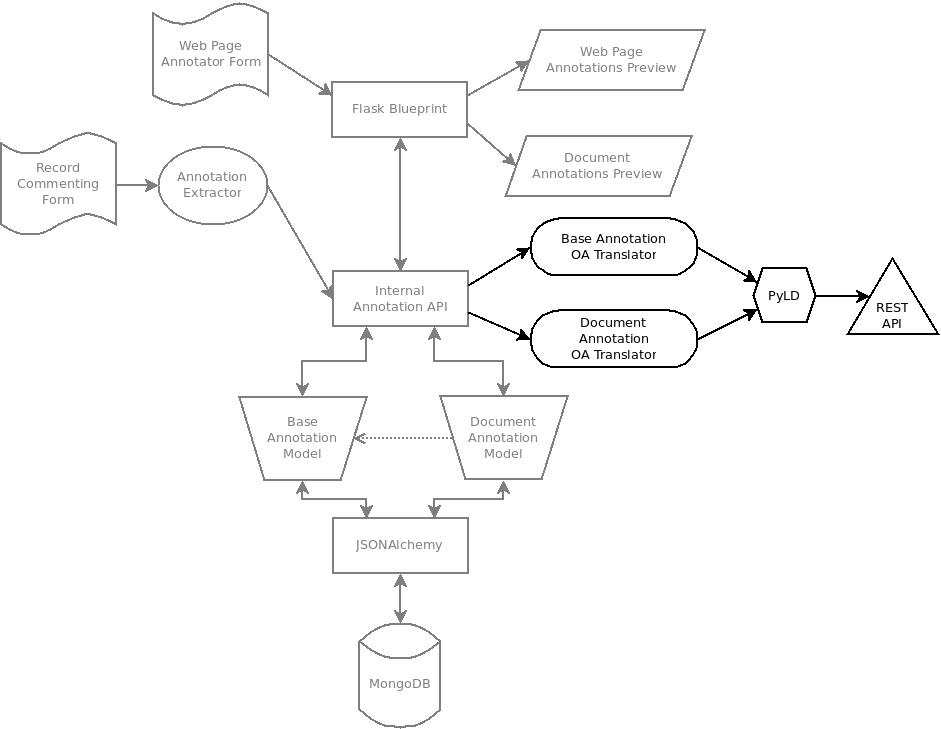 Web Page
Annotator Form
Web Page
Annotations Preview
Flask Blueprint
Document
Annotations Preview
Record
Commenting
Form
Annotation
Extractor
Base Annotation
OA Translator
Internal
Annotation API
PyLD
REST
API
Document
Annotation
OA Translator
Base
Annotation
Model
Document
Annotation
Model
JSONAlchemy
MongoDB